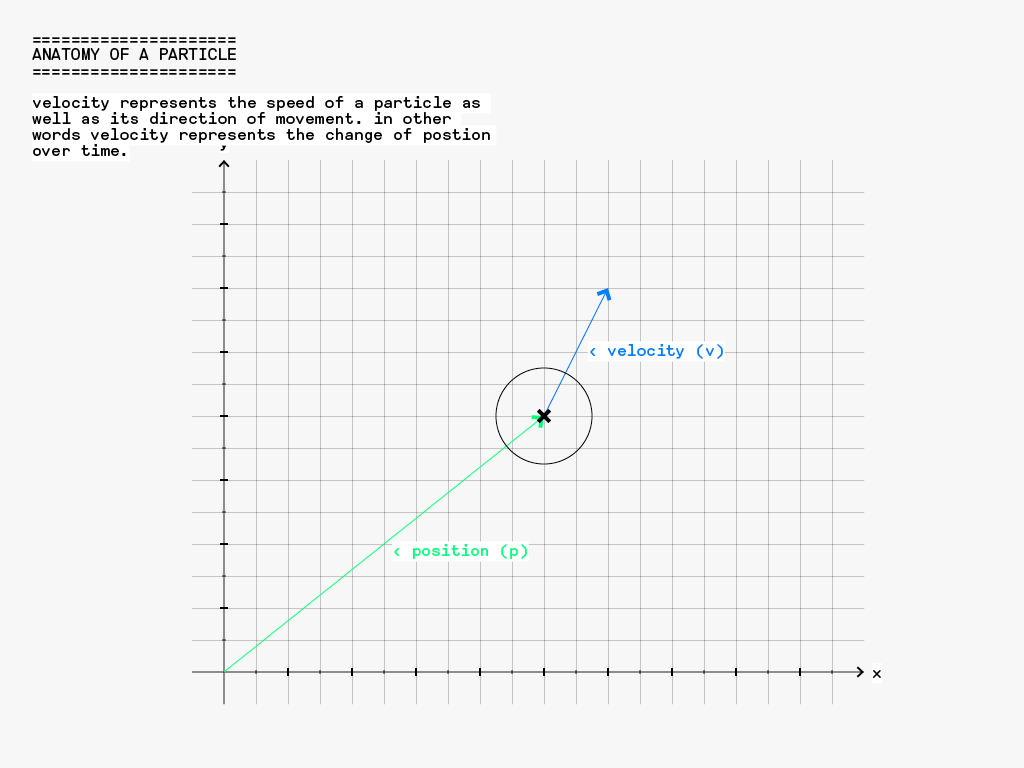 =====================
ANATOMY OF A PARTICLE
=====================
velocity represents the speed of a particle as
well as its direction of movement. in other
words velocity represents the change of postion
over time.
y
‹ velocity (v)
‹ position (p)
x